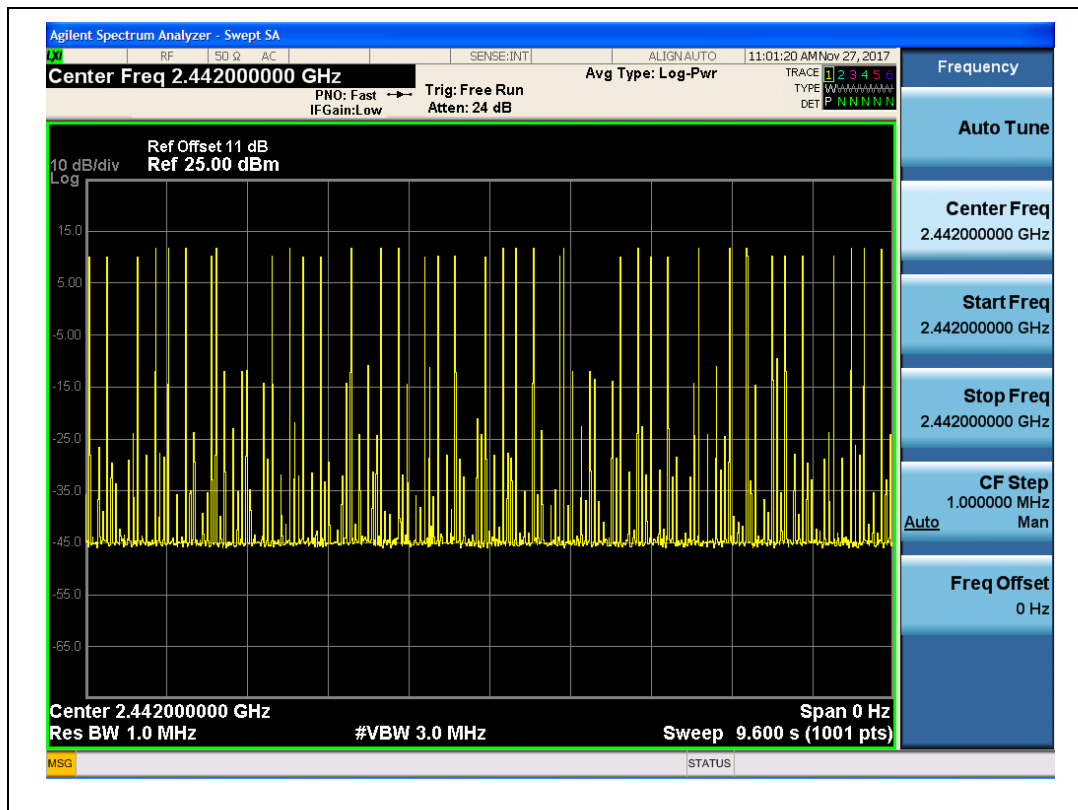 Agilent Spectrum Analyzer - Swept SA
LXI RF 50 Ω AC SENSE:INT ALIGN AUTO 11:01:20 AM Nov 27, 2017
Center Freq 2.442000000 GHz
PNO: Fast
IFGain:Low
Trig: Free Run
Atten: 24 dB
Avg Type: Log-Pwr
TRACE 1 2 3 4 5 6
TYPE
DET P N N N N N
Ref Offset 11 dB
10 dB/div Ref 25.00 dBm
Log
15.0
5.00
-5.00
-15.0
-25.0
-35.0
-45.0
-55.0
-65.0
Center 2.442000000 GHz Span 0 Hz
Res BW 1.0 MHz #VBW 3.0 MHz Sweep 9.600 s (1001 pts)
MSG STATUS
Frequency
Auto Tune
Center Freq
2.442000000 GHz
Start Freq
2.442000000 GHz
Stop Freq
2.442000000 GHz
CF Step
1.000000 MHz
Auto Man
Freq Offset
0 Hz